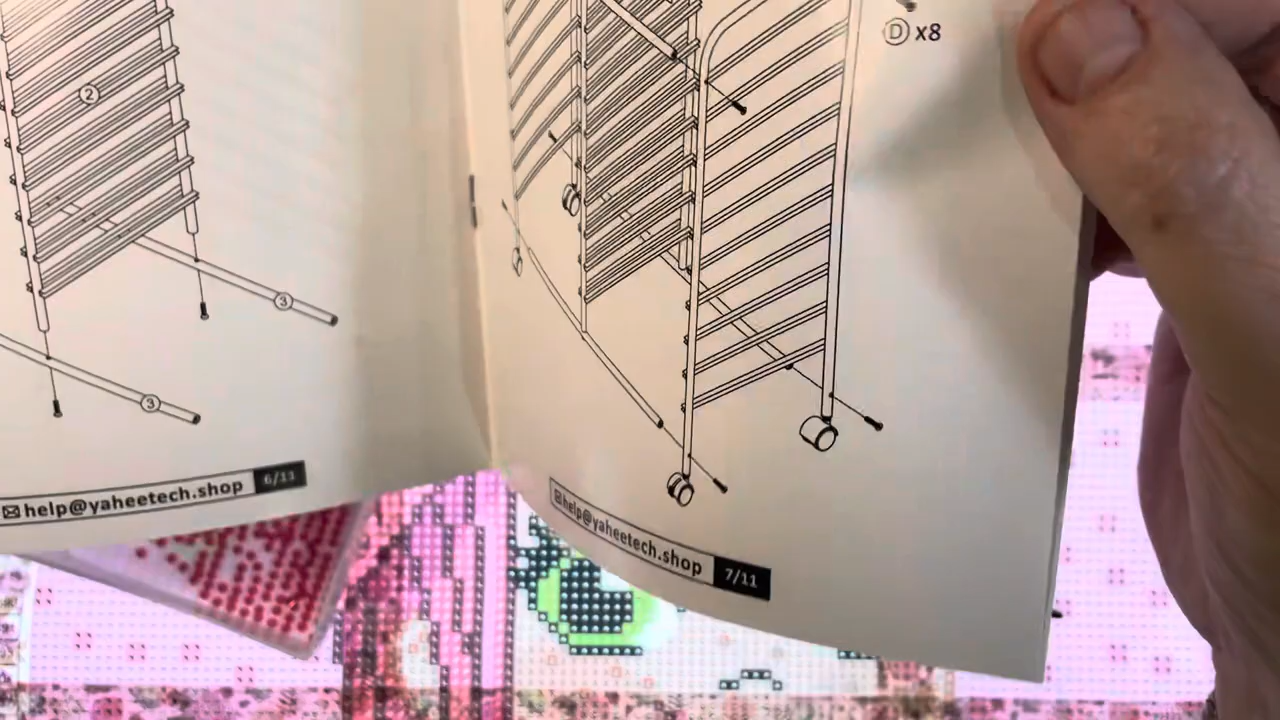 ②
③
③
✉help@yaheetech.shop 6/11
Ⓓ x8
✉help@yaheetech.shop 7/11